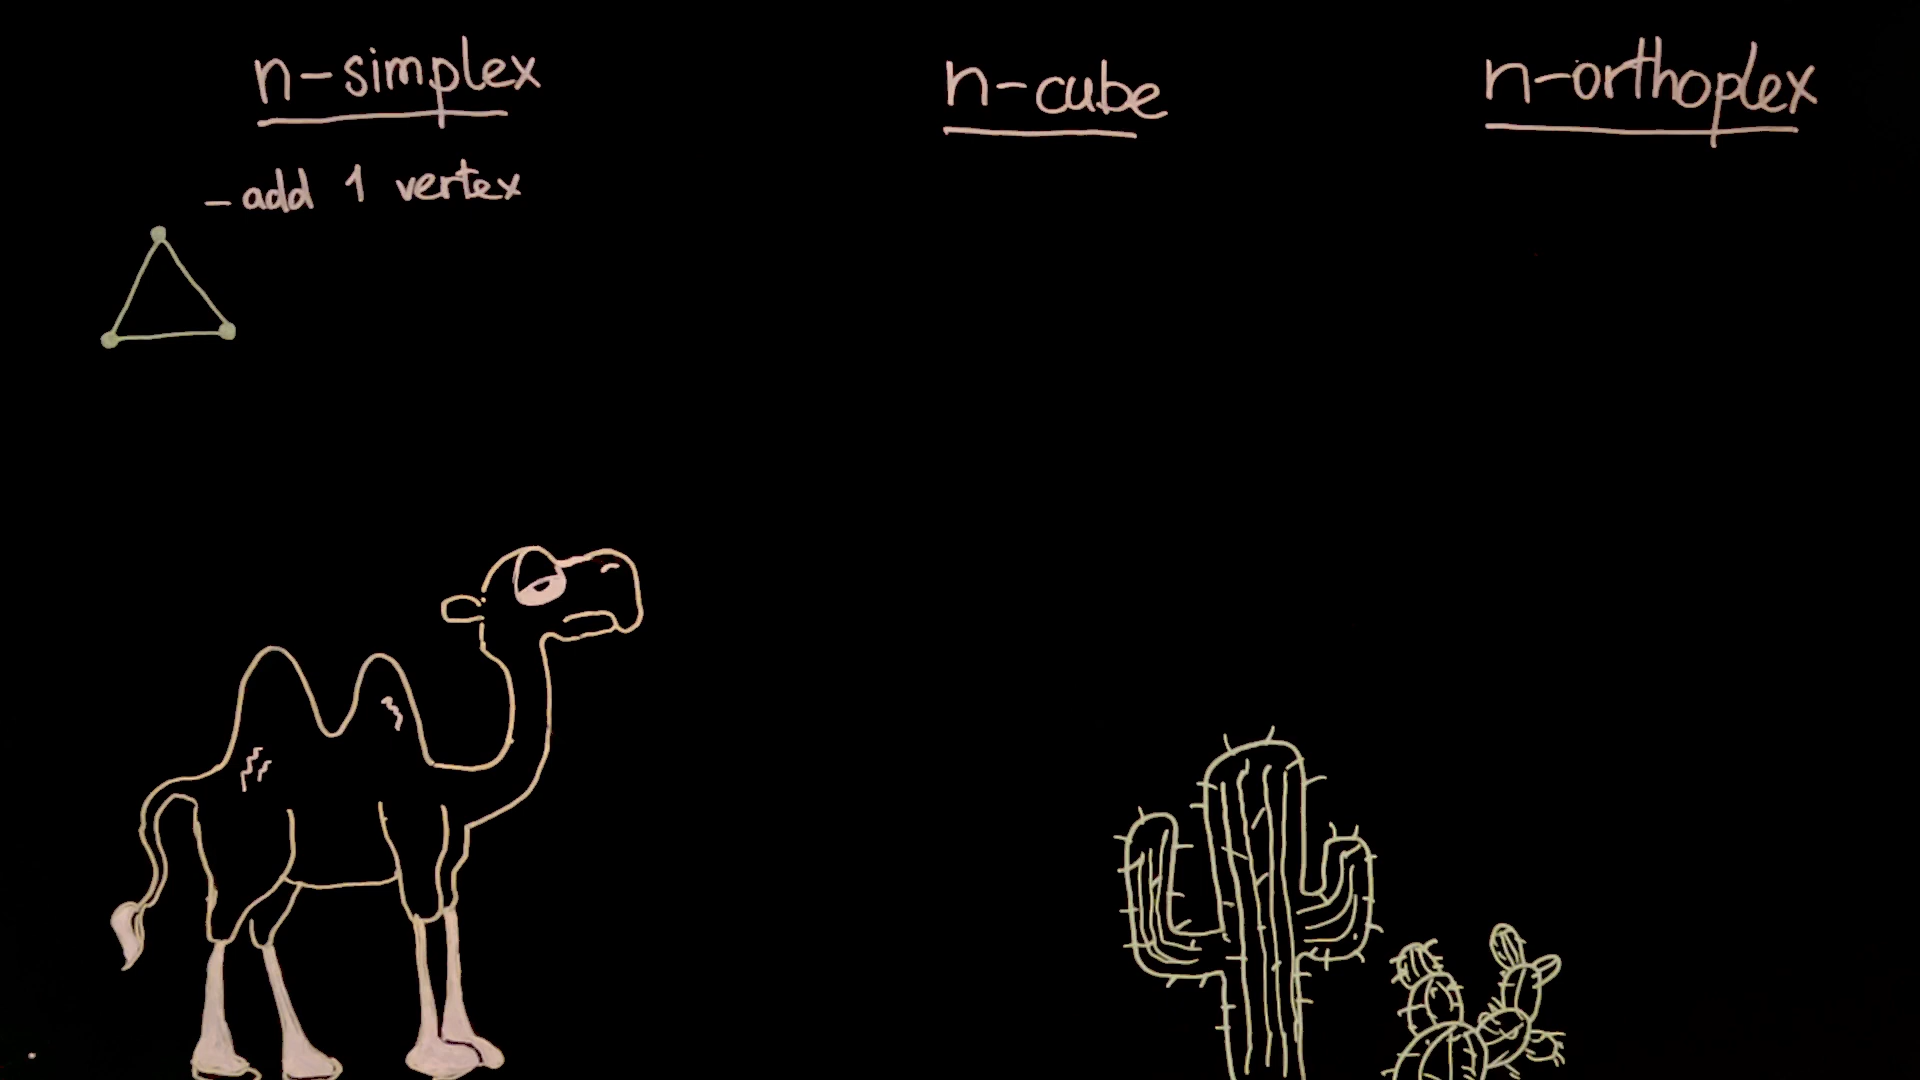 n-simplex
n-cube
n-orthoplex
- add 1 vertex